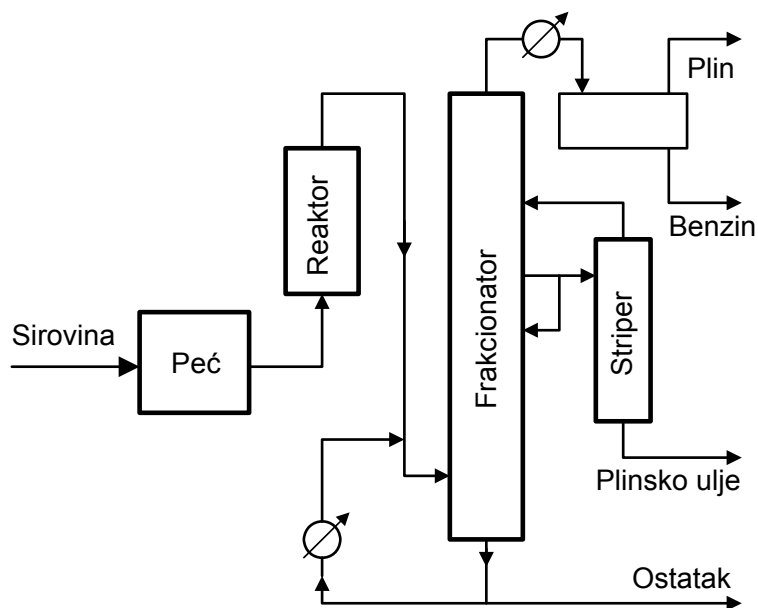 Plin
Benzin
Reaktor
Frakcionator
Striper
Sirovina
Peć
Plinsko ulje
Ostatak